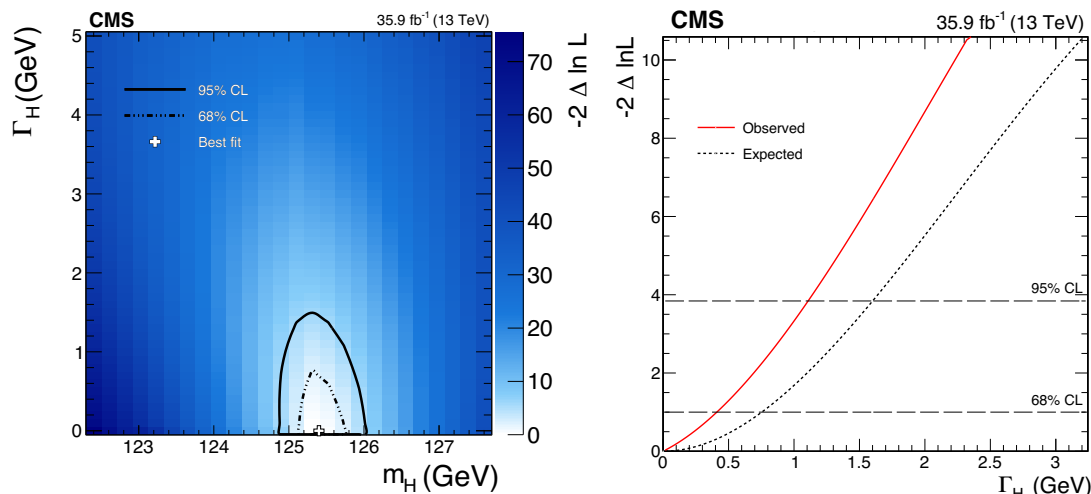 CMS
35.9 fb⁻¹ (13 TeV)
Γ_H (GeV)
5
4
3
2
1
0
95% CL
68% CL
Best fit
123
124
125
126
127
m_H (GeV)
70
60
50
40
30
20
10
0
-2 Δ ln L
CMS
35.9 fb⁻¹ (13 TeV)
-2 Δ lnL
10
8
6
4
2
0
Observed
Expected
95% CL
68% CL
0
0.5
1
1.5
2
2.5
3
Γ_H (GeV)